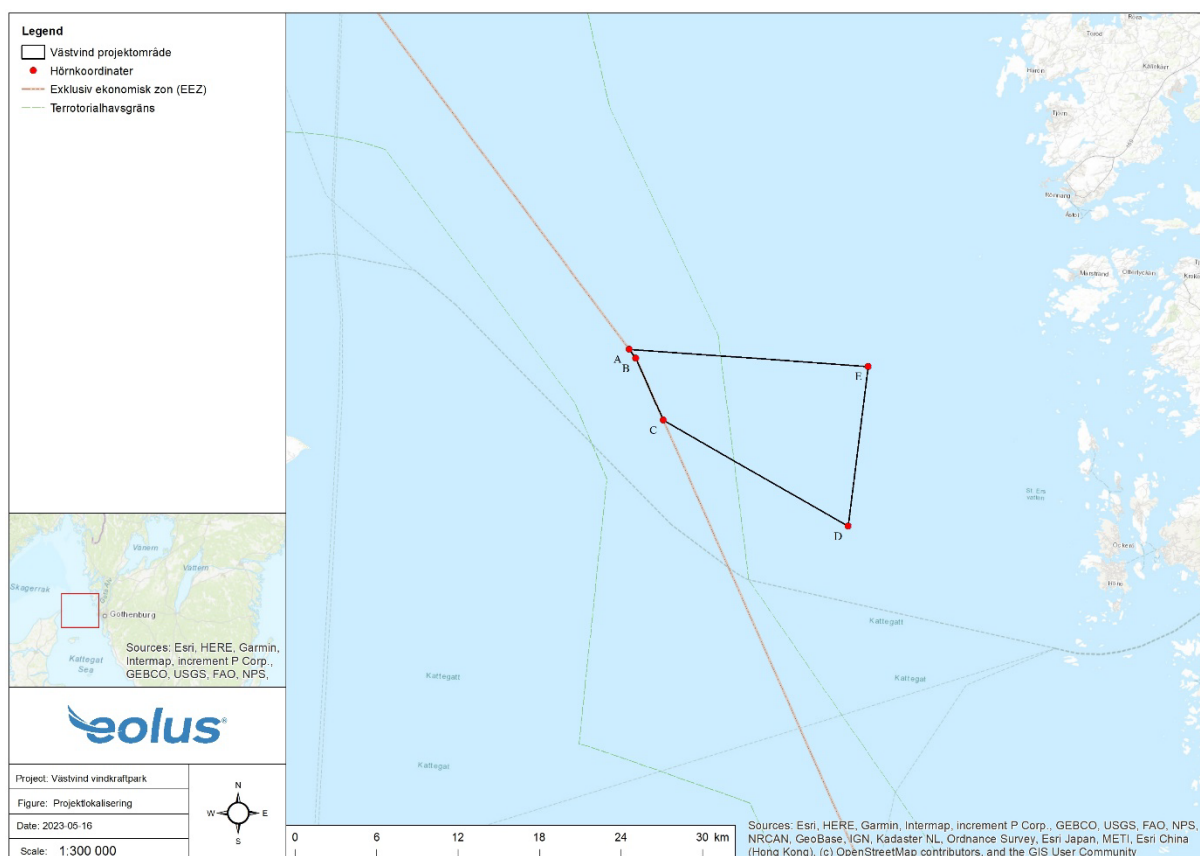 Legend
Västvind projektområde
Hörnkoordinater
Exklusiv ekonomisk zon (EEZ)
Terrotorialhavsgräns
Marstrand
A
B
E
C
D
Kattegatt
Kattegatt
Kattegat
Kattegat
Skagerrak
Vänern
Vättern
Gothenburg
Kattegat
Sea
Sources: Esri, HERE, Garmin,
Intermap, increment P Corp.,
GEBCO, USGS, FAO, NPS,
eolus®
Project: Västvind vindkraftpark
Figure: Projektlokalisering
Date: 2023-05-16
Scale: 1:300 000
N
W
E
S
0 6 12 18 24 30 km
Sources: Esri, HERE, Garmin, Intermap, increment P Corp., GEBCO, USGS, FAO, NPS,
NRCAN, GeoBase, IGN, Kadaster NL, Ordnance Survey, Esri Japan, METI, Esri China
(Hong Kong), (c) OpenStreetMap contributors, and the GIS User Community